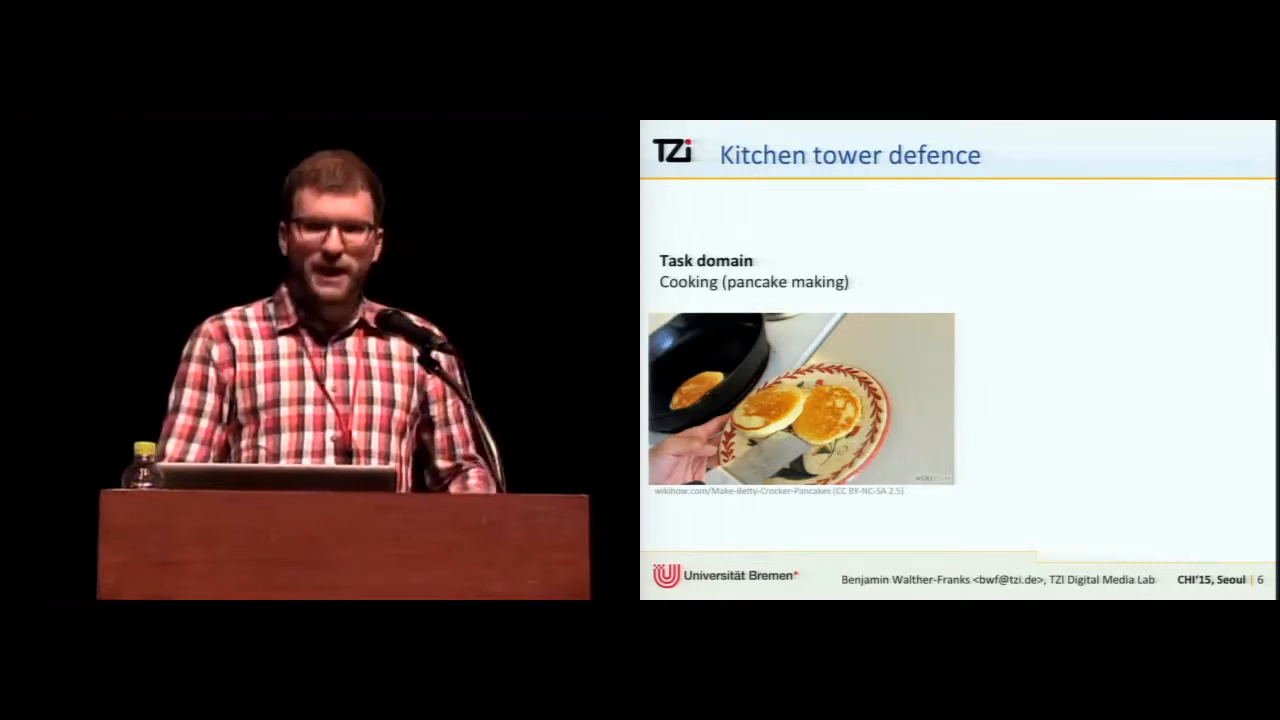 TZi
Kitchen tower defence
Task domain
Cooking (pancake making)
wikiHow
wikihow.com/Make-Betty-Crocker-Pancakes (CC BY-NC-SA 2.5)
Universität Bremen*
Benjamin Walther-Franks <bwf@tzi.de>, TZI Digital Media Lab
CHI'15, Seoul | 6